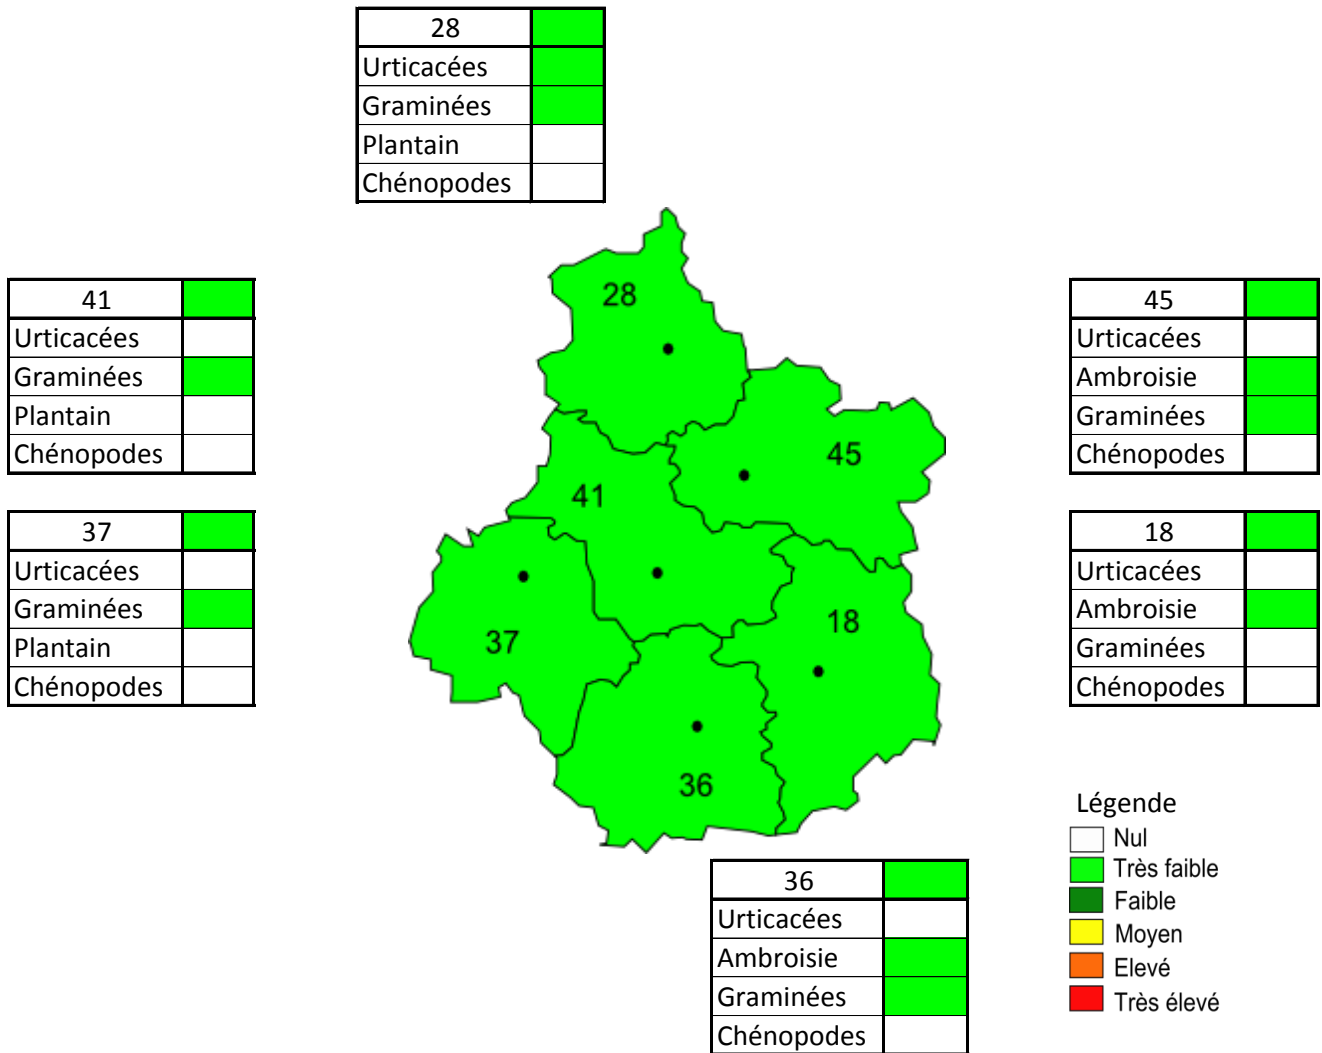 28
Urticacées
Graminées
Plantain
Chénopodes
41
Urticacées
Graminées
Plantain
Chénopodes
45
Urticacées
Ambroisie
Graminées
Chénopodes
37
Urticacées
Graminées
Plantain
Chénopodes
18
Urticacées
Ambroisie
Graminées
Chénopodes
28
45
41
18
37
36
36
Urticacées
Ambroisie
Graminées
Chénopodes
Légende
Nul
Très faible
Faible
Moyen
Elevé
Très élevé